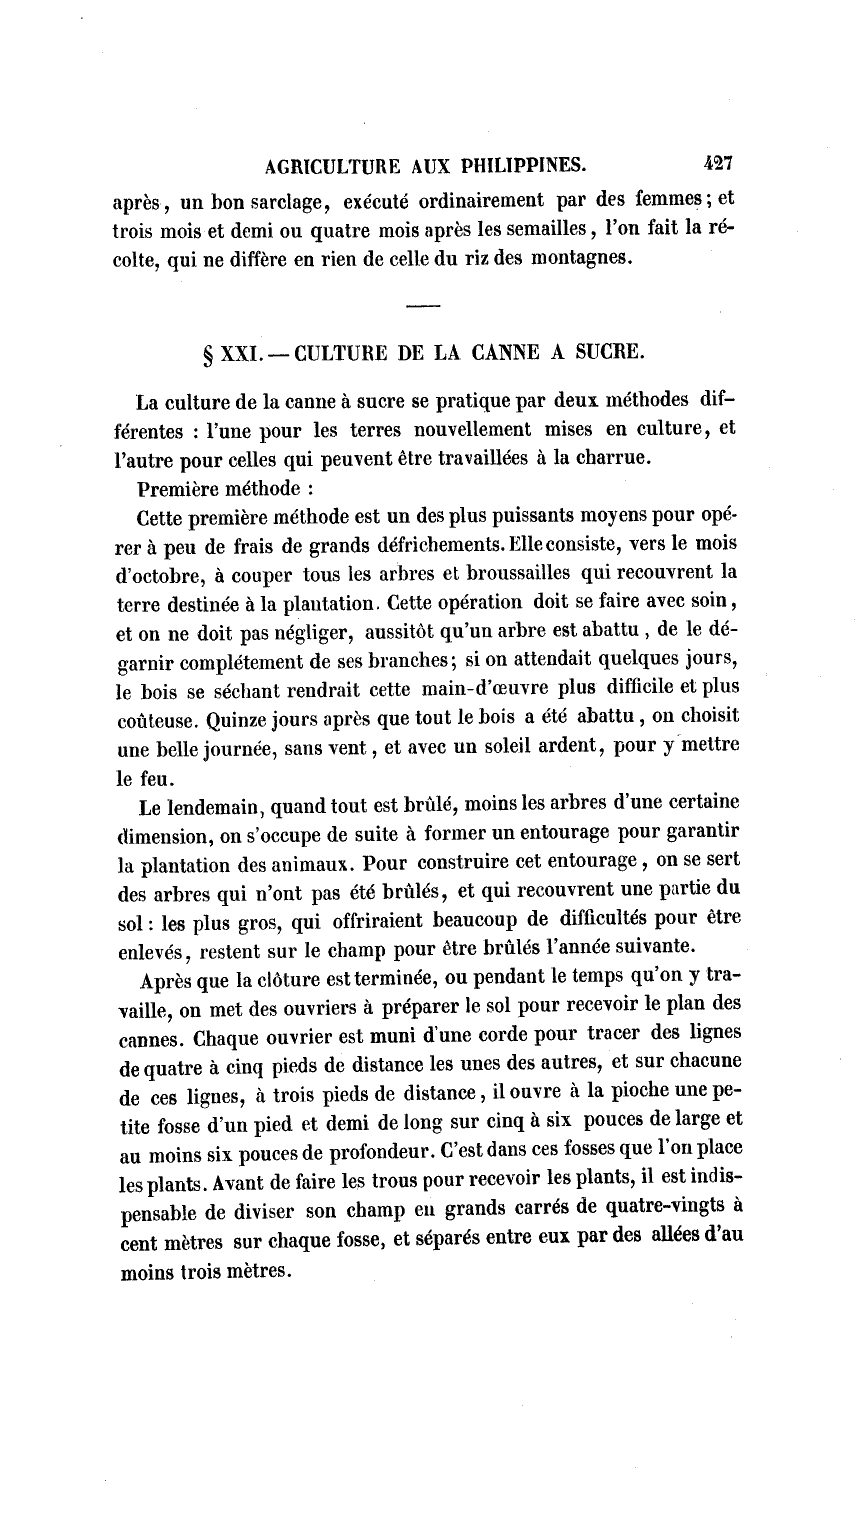 AGRICULTURE AUX PHILIPPINES. 427
après, un bon sarclage, exécuté ordinairement par des femmes; et
trois mois et demi ou quatre mois après les semailles, l'on fait la ré-
colte, qui ne diffère en rien de celle du riz des montagnes.
§ XXI. — CULTURE DE LA CANNE A SUCRE.
La culture de la canne à sucre se pratique par deux méthodes dif-
férentes : l'une pour les terres nouvellement mises en culture, et
l'autre pour celles qui peuvent être travaillées à la charrue.
Première méthode :
Cette première méthode est un des plus puissants moyens pour opé-
rer à peu de frais de grands défrichements. Elle consiste, vers le mois
d'octobre, à couper tous les arbres et broussailles qui recouvrent la
terre destinée à la plantation. Cette opération doit se faire avec soin,
et on ne doit pas négliger, aussitôt qu'un arbre est abattu, de le dé-
garnir complétement de ses branches; si on attendait quelques jours,
le bois se séchant rendrait cette main-d'œuvre plus difficile et plus
coûteuse. Quinze jours après que tout le bois a été abattu, on choisit
une belle journée, sans vent, et avec un soleil ardent, pour y mettre
le feu.
Le lendemain, quand tout est brûlé, moins les arbres d'une certaine
dimension, on s'occupe de suite à former un entourage pour garantir
la plantation des animaux. Pour construire cet entourage, on se sert
des arbres qui n'ont pas été brûlés, et qui recouvrent une partie du
sol : les plus gros, qui offriraient beaucoup de difficultés pour être
enlevés, restent sur le champ pour être brûlés l'année suivante.
Après que la clôture est terminée, ou pendant le temps qu'on y tra-
vaille, on met des ouvriers à préparer le sol pour recevoir le plan des
cannes. Chaque ouvrier est muni d'une corde pour tracer des lignes
de quatre à cinq pieds de distance les unes des autres, et sur chacune
de ces lignes, à trois pieds de distance, il ouvre à la pioche une pe-
tite fosse d'un pied et demi de long sur cinq à six pouces de large et
au moins six pouces de profondeur. C'est dans ces fosses que l'on place
les plants. Avant de faire les trous pour recevoir les plants, il est indis-
pensable de diviser son champ en grands carrés de quatre-vingts à
cent mètres sur chaque fosse, et séparés entre eux par des allées d'au
moins trois mètres.